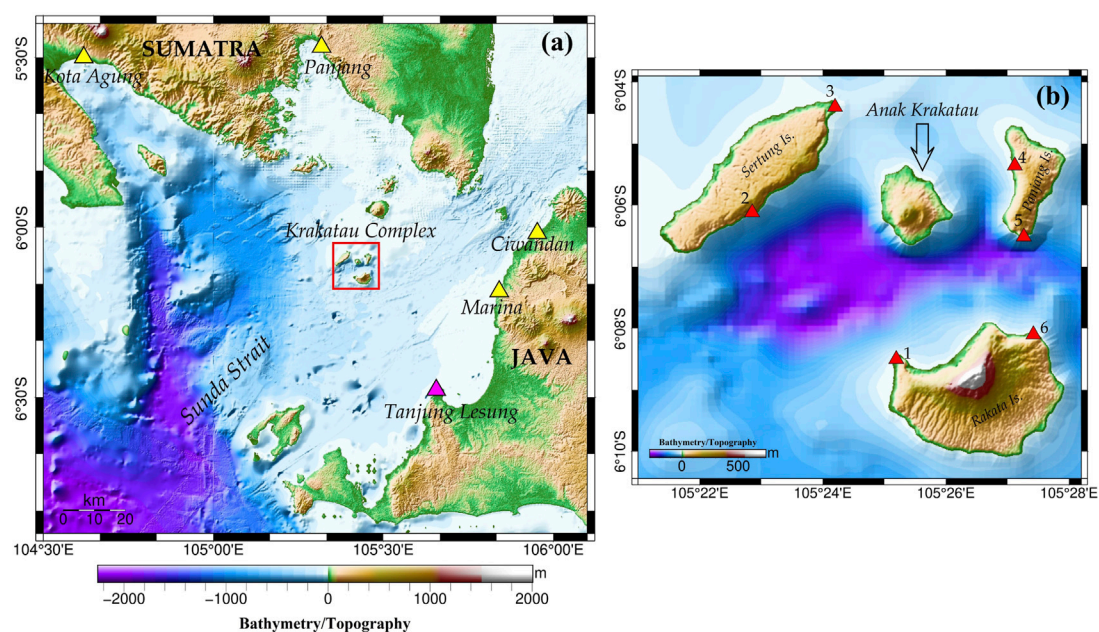 (a)
SUMATRA
Kota Agung
Panjang
Krakatau Complex
Ciwandan
Marina
JAVA
Sunda Strait
Tanjung Lesung
km
0 10 20
5°30'S
6°00'S
6°30'S
104°30'E 105°00'E 105°30'E 106°00'E
m
−2000 −1000 0 1000 2000
Bathymetry/Topography
(b)
3
Anak Krakatau
Sertung Is.
4
Panjang Is.
2
5
6
1
Rakata Is.
Bathymetry/Topography
m
0 500
6°04'S
6°06'S
6°08'S
6°10'S
105°22'E 105°24'E 105°26'E 105°28'E